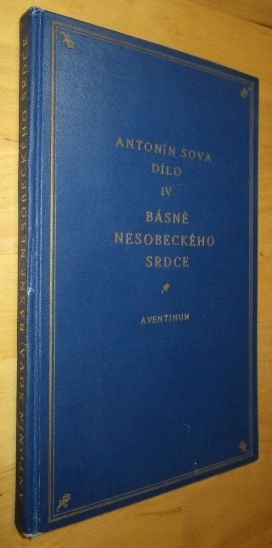 ANTONÍN SOVA
DÍLO
IV
BÁSNĚ
NESOBECKÉHO
SRDCE
AVENTINUM
ANTONÍN SOVA, BÁSNĚ NESOBECKÉHO SRDCE